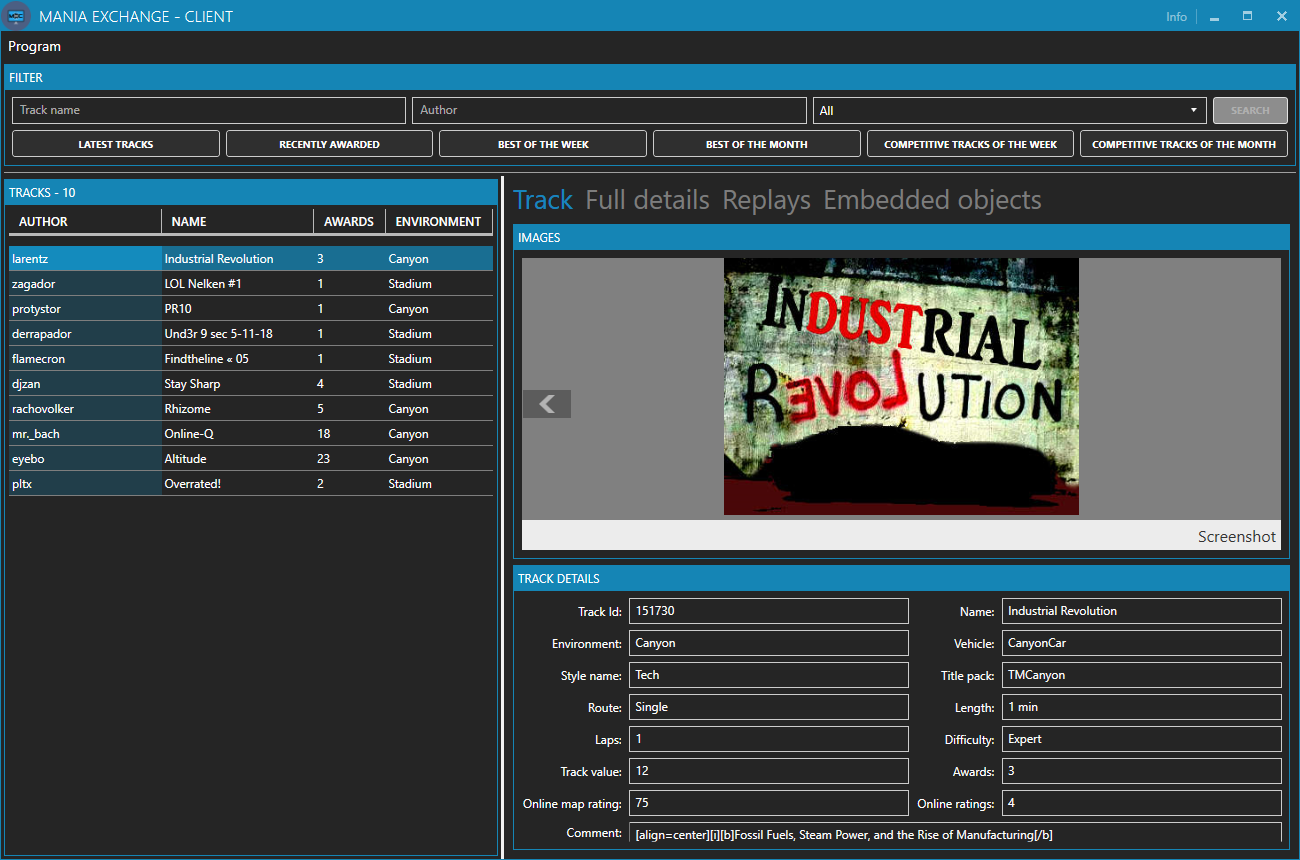 MANIA EXCHANGE - CLIENT Info
Program
FILTER
Track name Author All SEARCH
LATEST TRACKS RECENTLY AWARDED BEST OF THE WEEK BEST OF THE MONTH COMPETITIVE TRACKS OF THE WEEK COMPETITIVE TRACKS OF THE MONTH
TRACKS - 10
AUTHOR NAME AWARDS ENVIRONMENT
larentz Industrial Revolution 3 Canyon
zagador LOL Nelken #1 1 Stadium
protystor PR10 1 Canyon
derrapador Und3r 9 sec 5-11-18 1 Stadium
flamecron Findtheline « 05 1 Stadium
djzan Stay Sharp 4 Stadium
rachovolker Rhizome 5 Canyon
mr._bach Online-Q 18 Canyon
eyebo Altitude 23 Canyon
pltx Overrated! 2 Stadium
Track Full details Replays Embedded objects
IMAGES
INDUSTRIAL
REVOLUTION
Screenshot
TRACK DETAILS
Track Id: 151730 Name: Industrial Revolution
Environment: Canyon Vehicle: CanyonCar
Style name: Tech Title pack: TMCanyon
Route: Single Length: 1 min
Laps: 1 Difficulty: Expert
Track value: 12 Awards: 3
Online map rating: 75 Online ratings: 4
Comment: [align=center][i][b]Fossil Fuels, Steam Power, and the Rise of Manufacturing[/b]